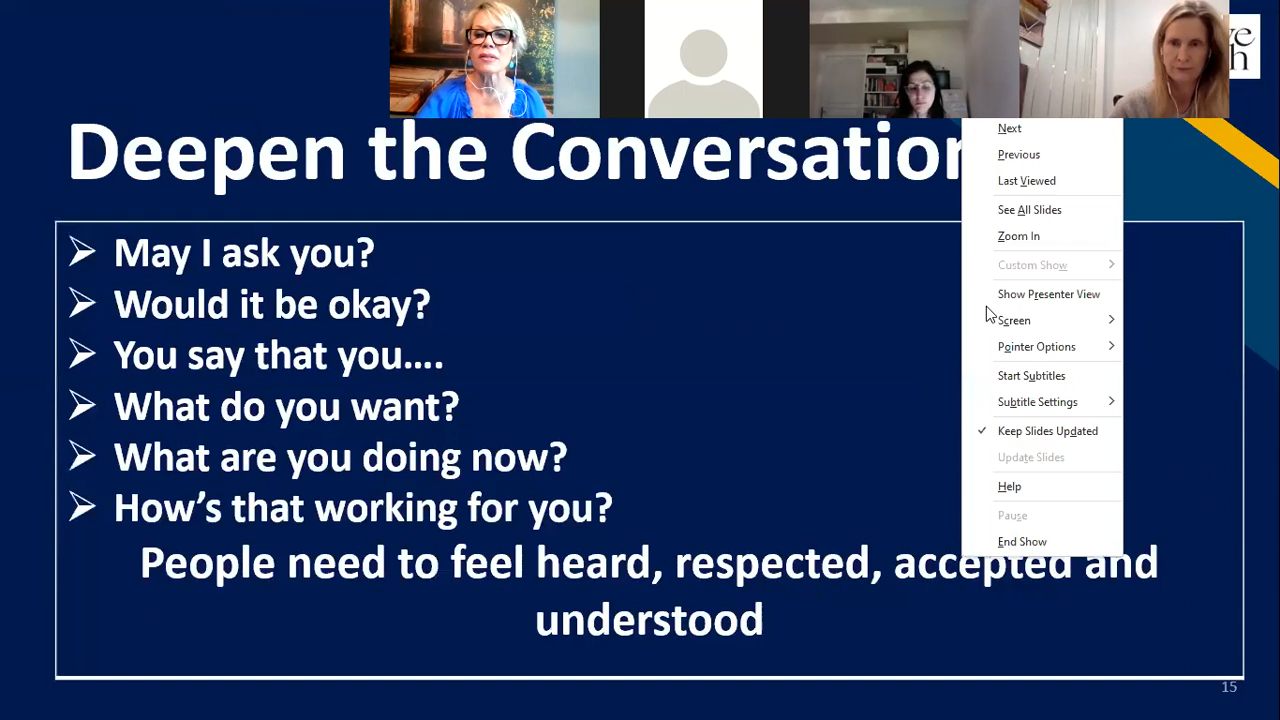 Deepen the Conversation
May I ask you?
Would it be okay?
You say that you....
What do you want?
What are you doing now?
How's that working for you?
People need to feel heard, respected, accepted and
understood
Next
Previous
Last Viewed
See All Slides
Zoom In
Custom Show
Show Presenter View
Screen
Pointer Options
Start Subtitles
Subtitle Settings
Keep Slides Updated
Update Slides
Help
Pause
End Show
15